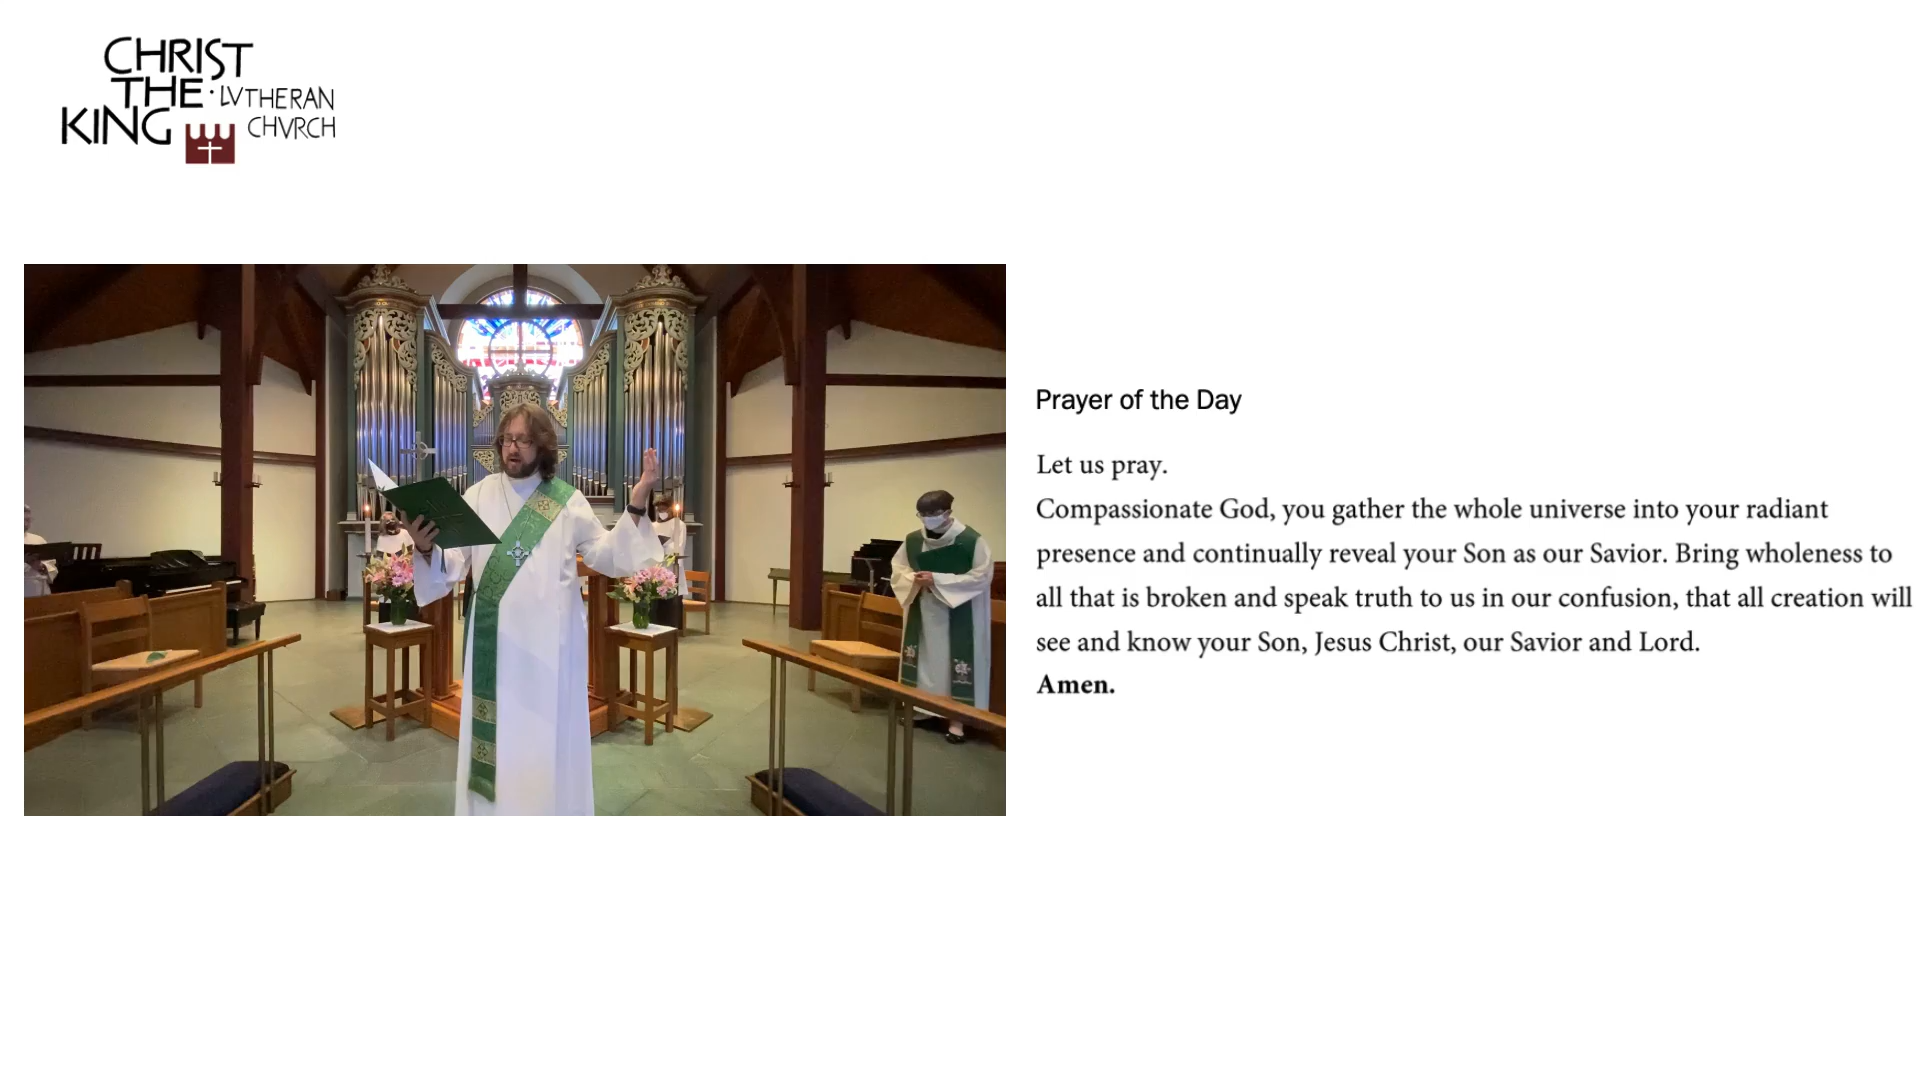 CHRIST
THE · LVTHERAN
KING CHVRCH
Prayer of the Day
Let us pray.
Compassionate God, you gather the whole universe into your radiant
presence and continually reveal your Son as our Savior. Bring wholeness to
all that is broken and speak truth to us in our confusion, that all creation will
see and know your Son, Jesus Christ, our Savior and Lord.
Amen.